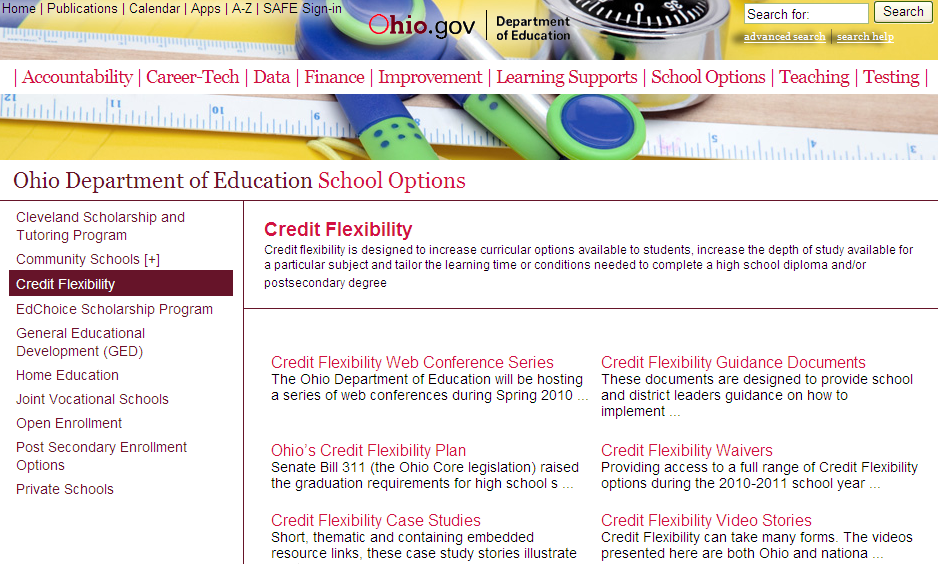 Home | Publications | Calendar | Apps | A-Z | SAFE Sign-in
Ohio.gov | Department of Education
Search for: Search
advanced search | search help
| Accountability | Career-Tech | Data | Finance | Improvement | Learning Supports | School Options | Teaching | Testing |
12 11 10 9 8 7 5 4 3
Ohio Department of Education School Options
Cleveland Scholarship and
Tutoring Program
Community Schools [+]
Credit Flexibility
EdChoice Scholarship Program
General Educational
Development (GED)
Home Education
Joint Vocational Schools
Open Enrollment
Post Secondary Enrollment
Options
Private Schools
Credit Flexibility
Credit flexibility is designed to increase curricular options available to students, increase the depth of study available for
a particular subject and tailor the learning time or conditions needed to complete a high school diploma and/or
postsecondary degree
Credit Flexibility Web Conference Series
The Ohio Department of Education will be hosting
a series of web conferences during Spring 2010 ...
Credit Flexibility Guidance Documents
These documents are designed to provide school
and district leaders guidance on how to
implement ...
Ohio's Credit Flexibility Plan
Senate Bill 311 (the Ohio Core legislation) raised
the graduation requirements for high school s ...
Credit Flexibility Waivers
Providing access to a full range of Credit Flexibility
options during the 2010-2011 school year ...
Credit Flexibility Case Studies
Short, thematic and containing embedded
resource links, these case study stories illustrate
Credit Flexibility Video Stories
Credit Flexibility can take many forms. The videos
presented here are both Ohio and nationa ...